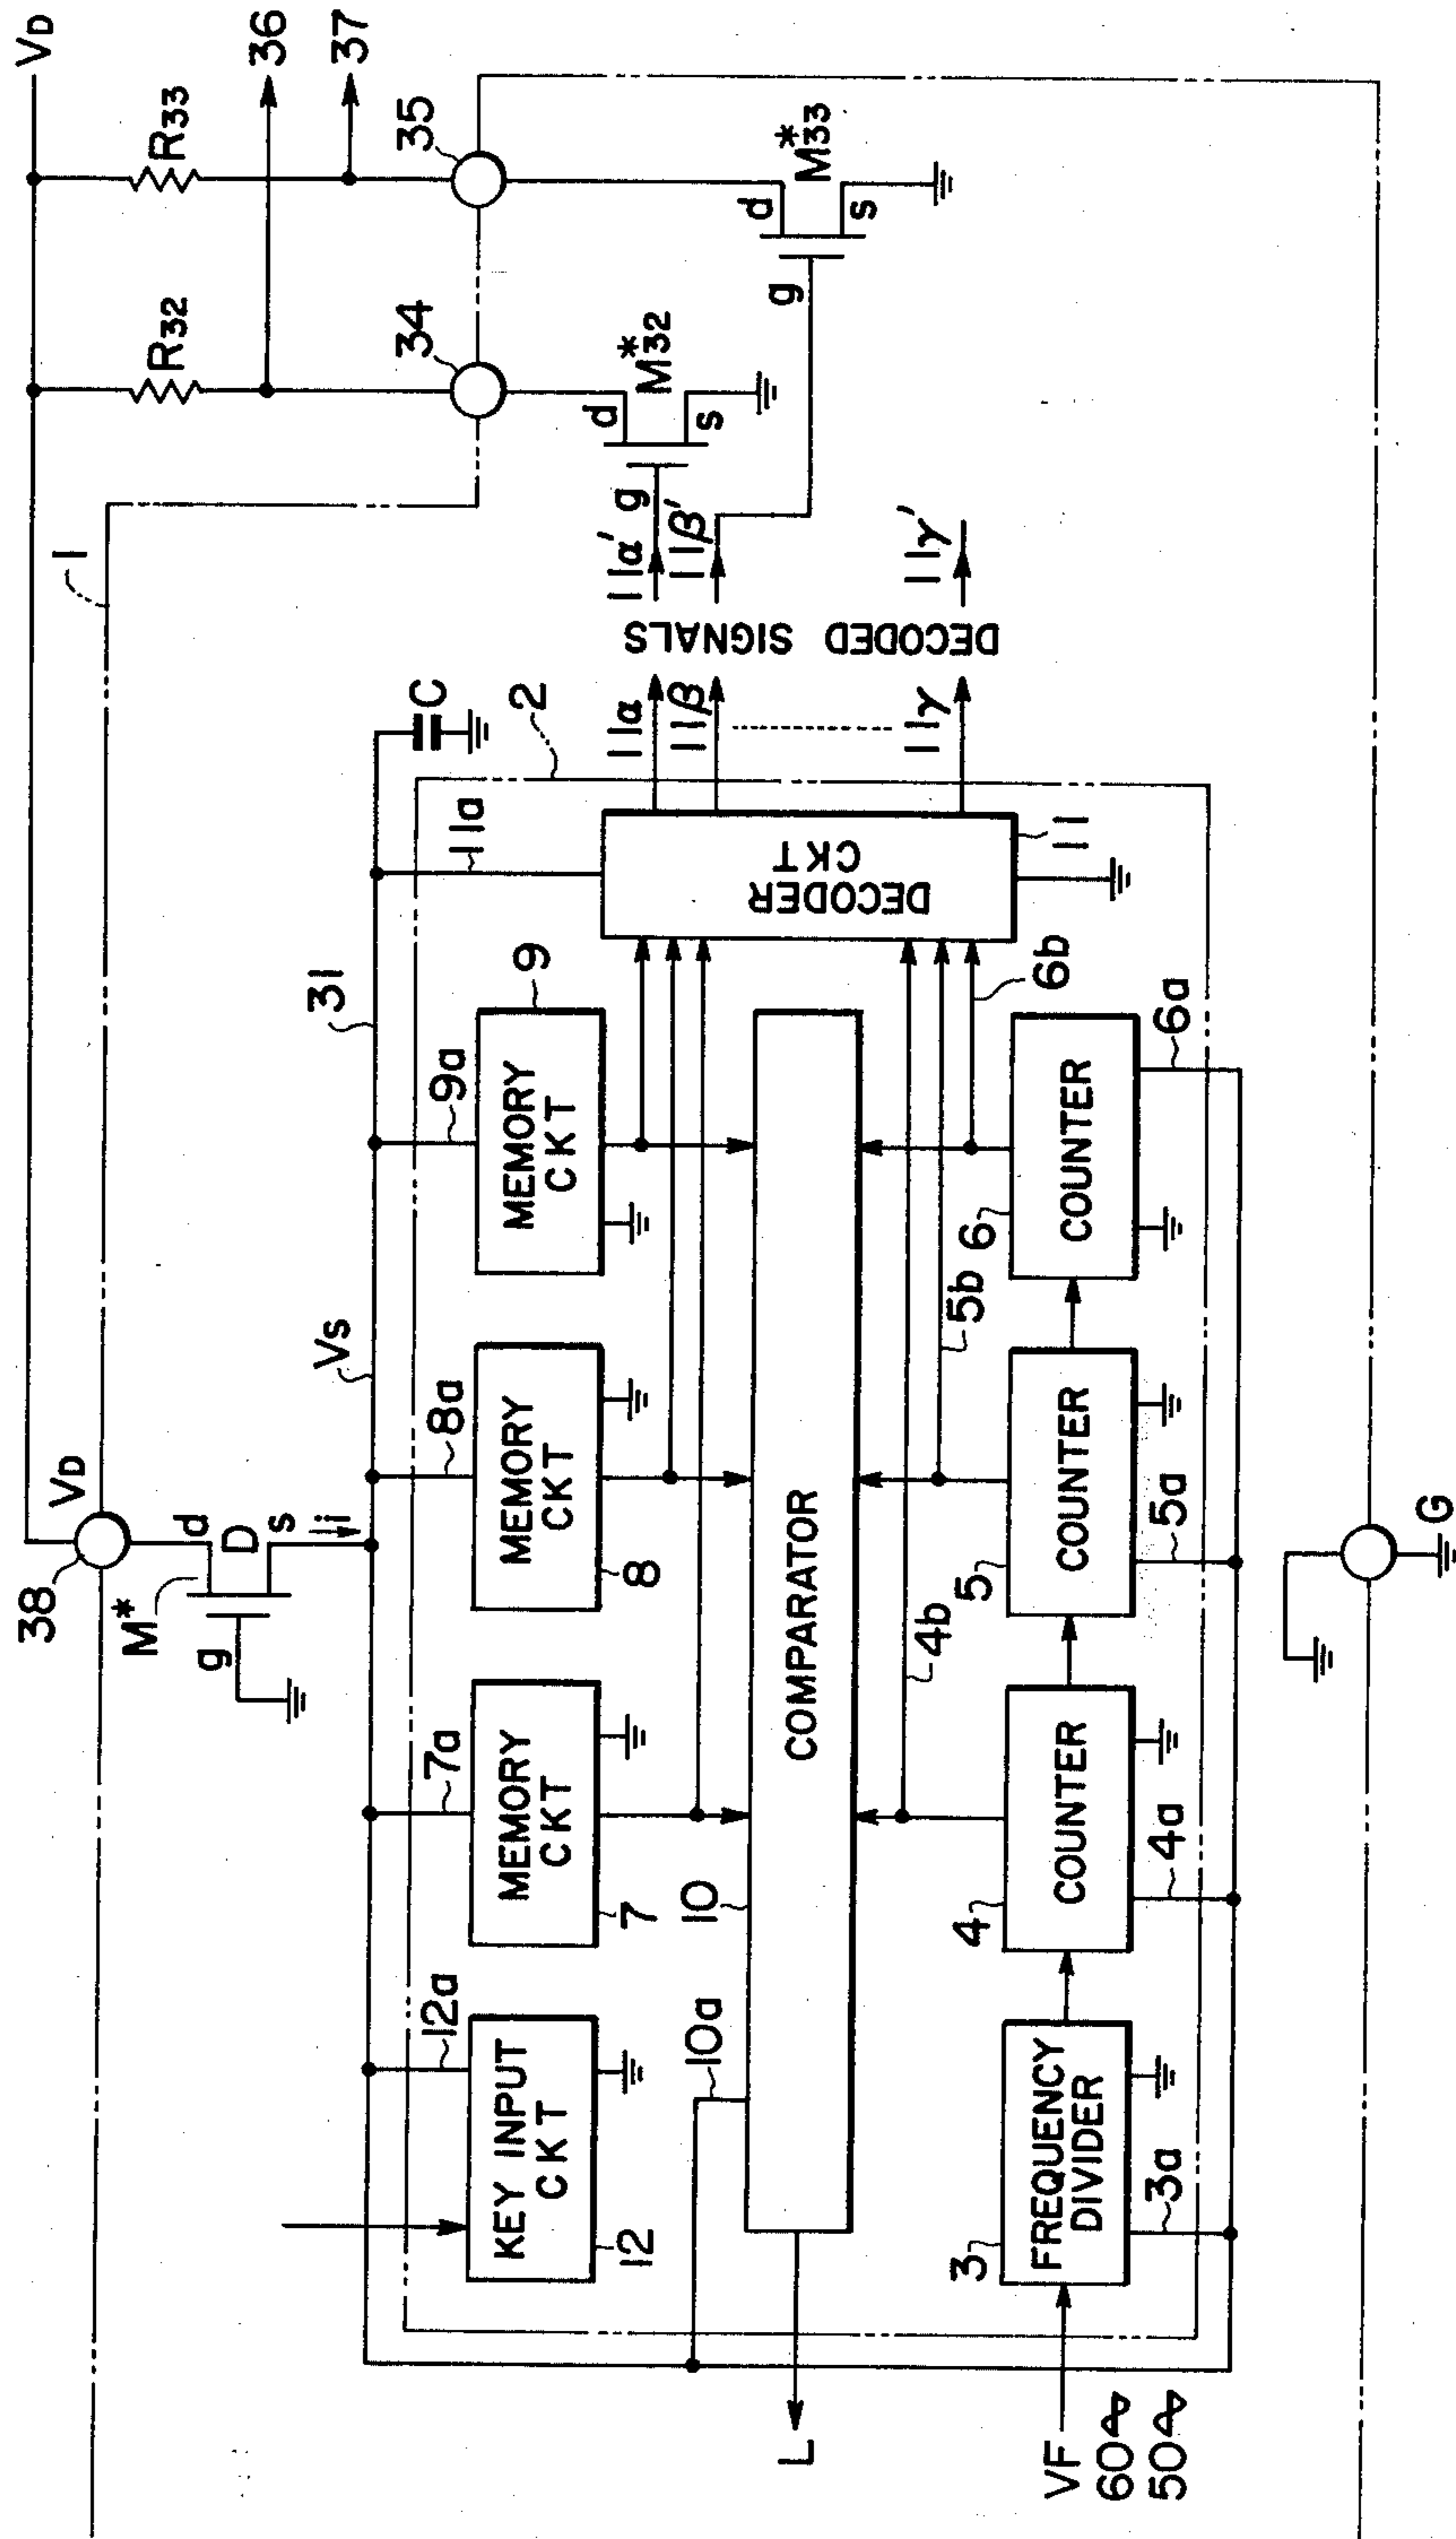 VD
R32
R33
36
37
38
VD
1
34
35
M*
d
D
s
g
i
d
g
s
M*32
d
g
s
M*33
Vs
31
C
2
12a
7a
8a
9a
11a
KEY INPUT
CKT
12
MEMORY
CKT
7
MEMORY
CKT
8
MEMORY
CKT
9
10a
10
COMPARATOR
L
DECODER
CKT
11
11α
11β
11γ
DECODED SIGNALS
11α'
11β'
11γ'
4b
5b
6b
VF
60∿
50∿
3
FREQUENCY
DIVIDER
3a
4
COUNTER
4a
5
COUNTER
5a
6
COUNTER
6a
G